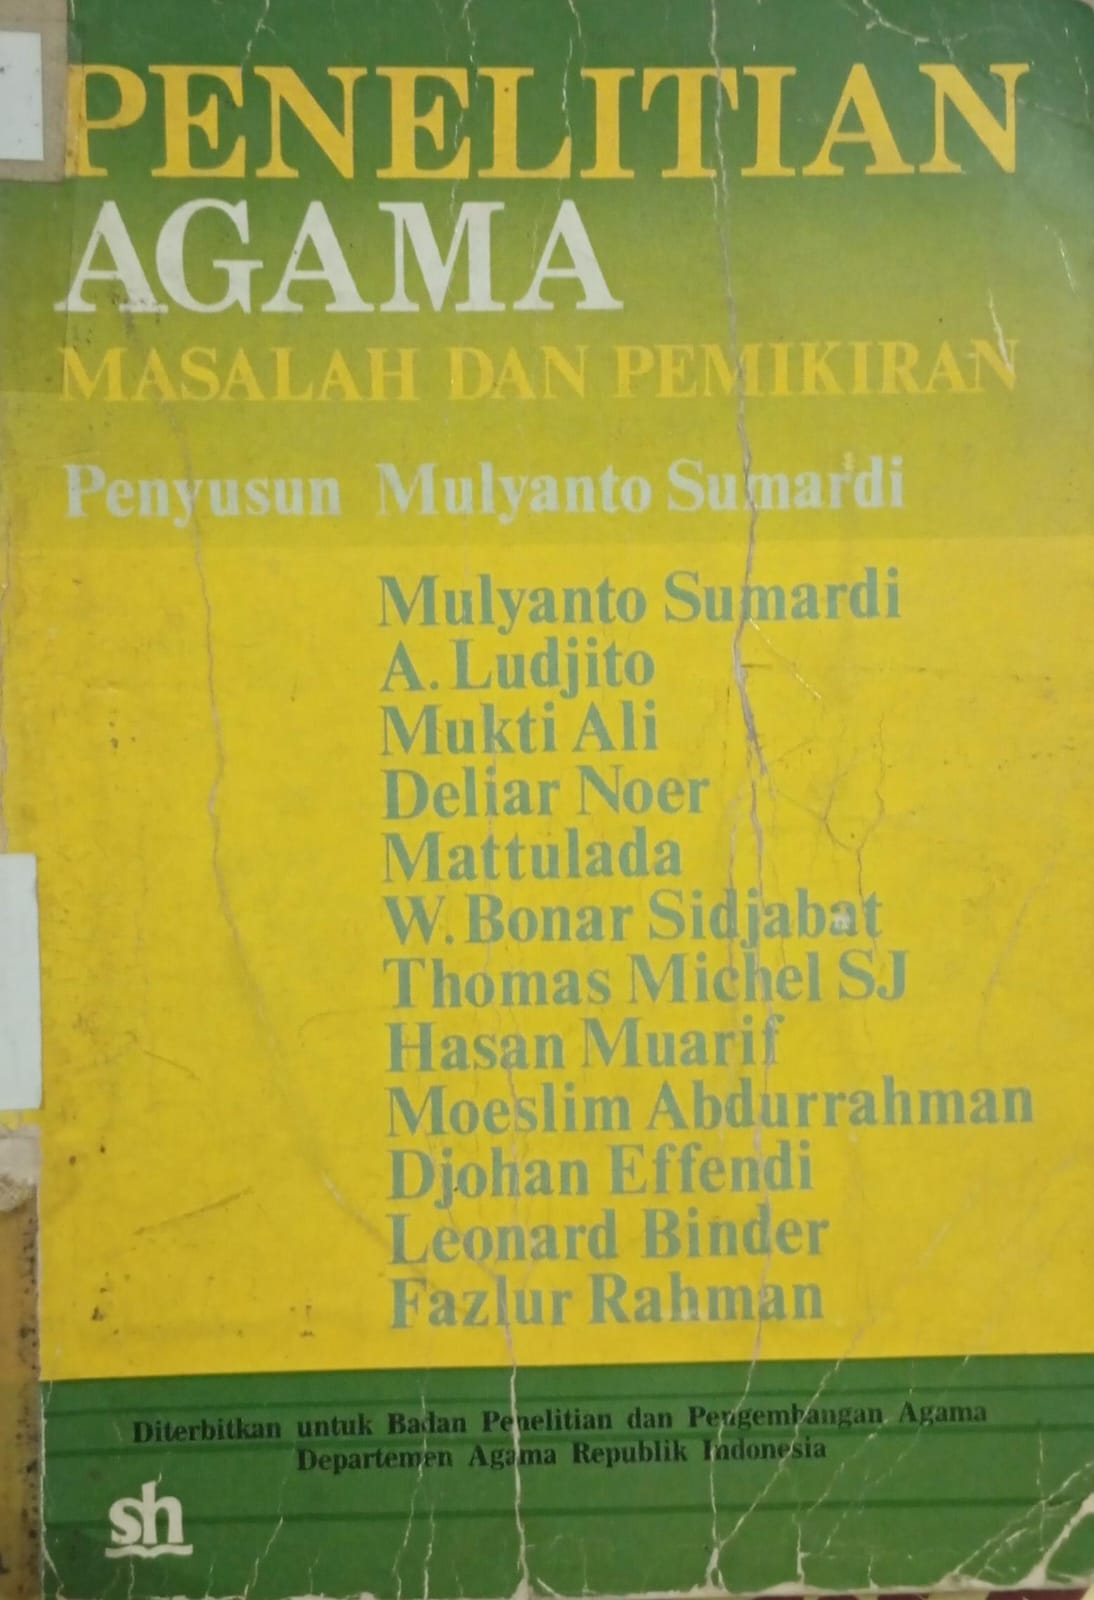 PENELITIAN
AGAMA
MASALAH DAN PEMIKIRAN
Penyusun Mulyanto Sumardi
Mulyanto Sumardi
A. Ludjito
Mukti Ali
Deliar Noer
Mattulada
W. Bonar Sidjabat
Thomas Michel SJ
Hasan Muarif
Moeslim Abdurrahman
Djohan Effendi
Leonard Binder
Fazlur Rahman
Diterbitkan untuk Badan Penelitian dan Pengembangan Agama
Departemen Agama Republik Indonesia
sh